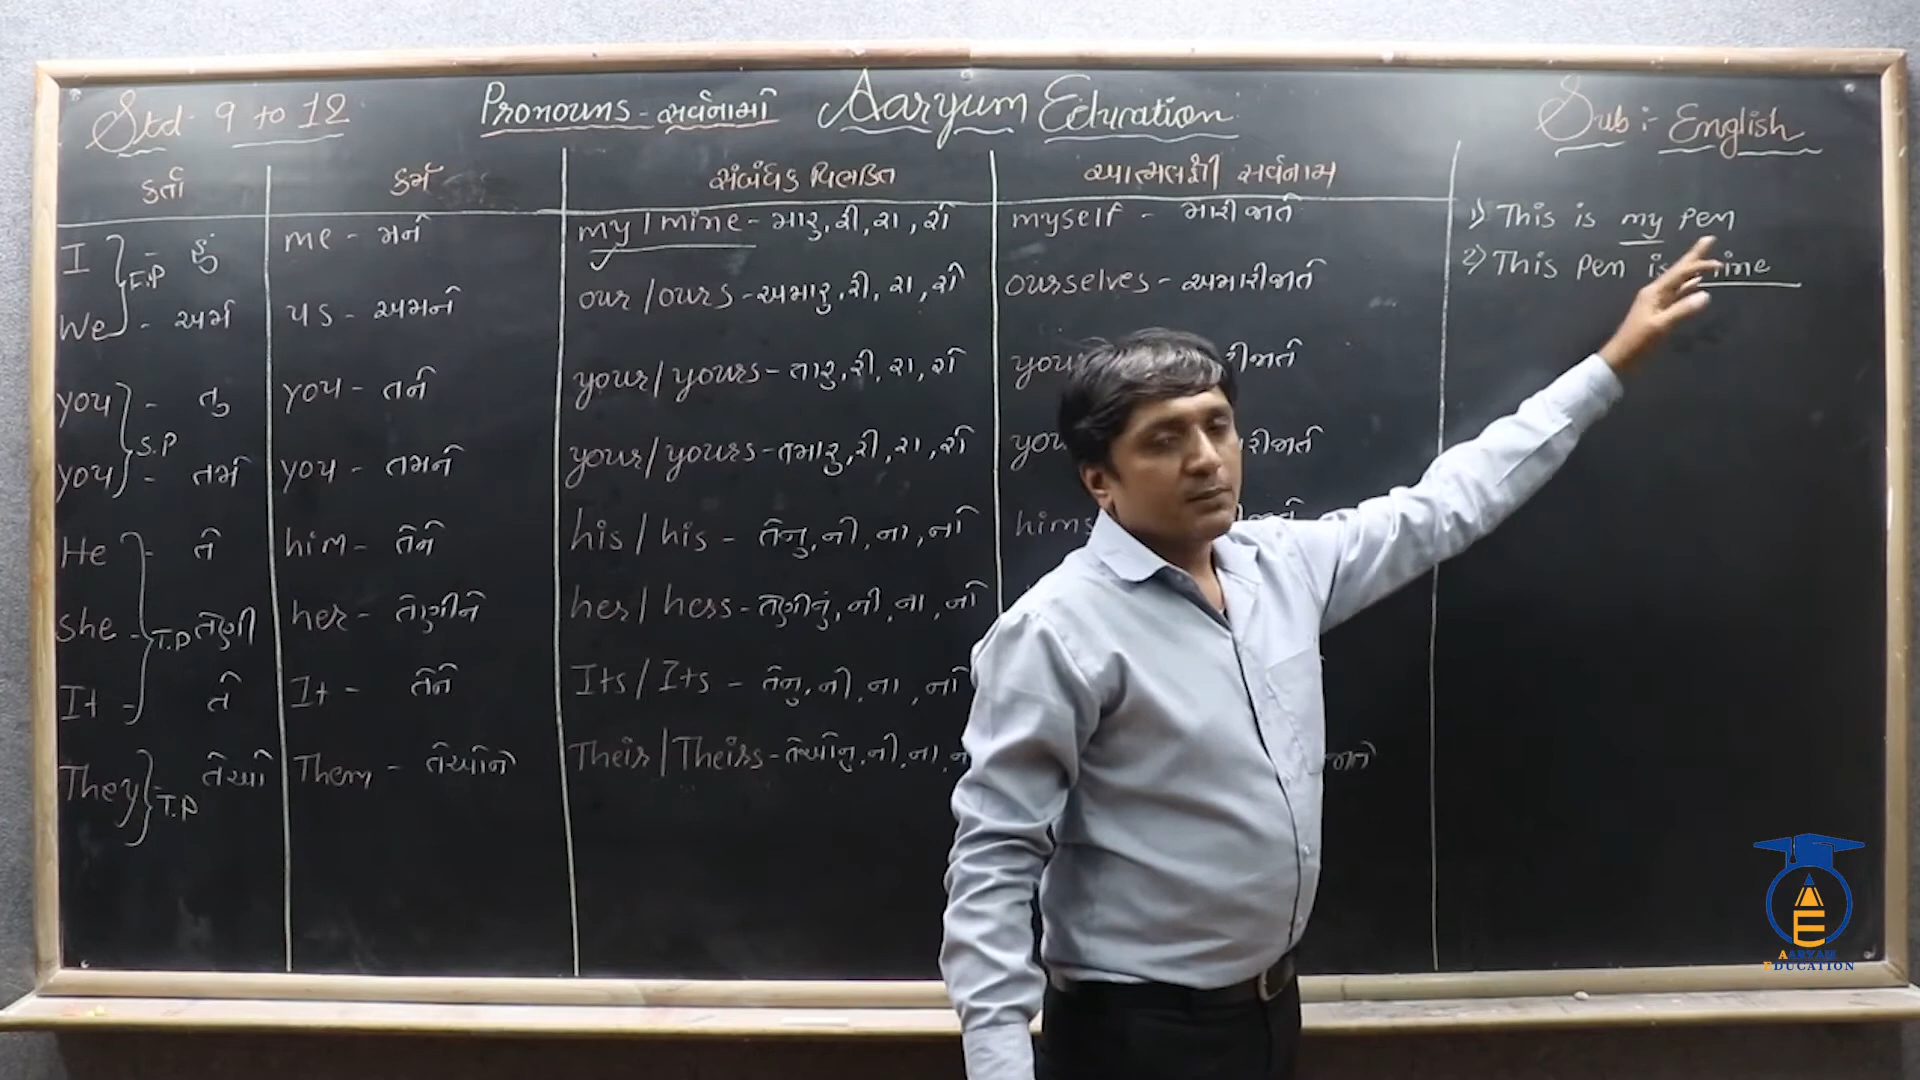 Std- 9 to 12 Pronouns - સર્વનામો Aaryum Education Sub:- English
કર્તા કર્મ સંબંધક વિભક્તિ આત્મલક્ષી સર્વનામ
I - હું me - મને my / mine - મારુ, રી, રા, રો myself - મારીજાતે 1) This is my pen
F.P
2) This pen is mine
We - અમે us - અમને our / ours - અમારુ, રી, રા, રો ourselves - અમારીજાતે
you - તુ you - તને your / yours - તારુ, રી, રા, રો
S.P
you - તમે you - તમને your / yours - તમારુ, રી, રા, રો
He - તે him - તેને his / his - તેનુ, ની, ના, નો
She - તેણી her - તેણીને her / hers - તેણીનું, ની, ના, નો
T.P
It - તે It - તેને Its / Its - તેનુ, ની, ના, નો
They - તેઓ Them - તેઓને Their / Theirs - તેઓનુ, ની, ના,
T.P
AARYAM
EDUCATION